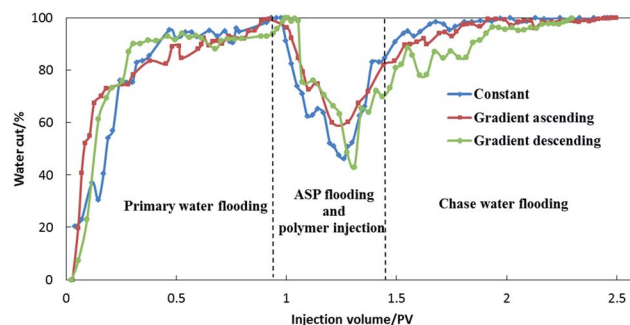 100
80
60
40
20
0
Water cut/%
Constant
Gradient ascending
Gradient descending
Primary water flooding
ASP flooding
and
polymer injection
Chase water flooding
0
0.5
1
1.5
2
2.5
Injection volume/PV